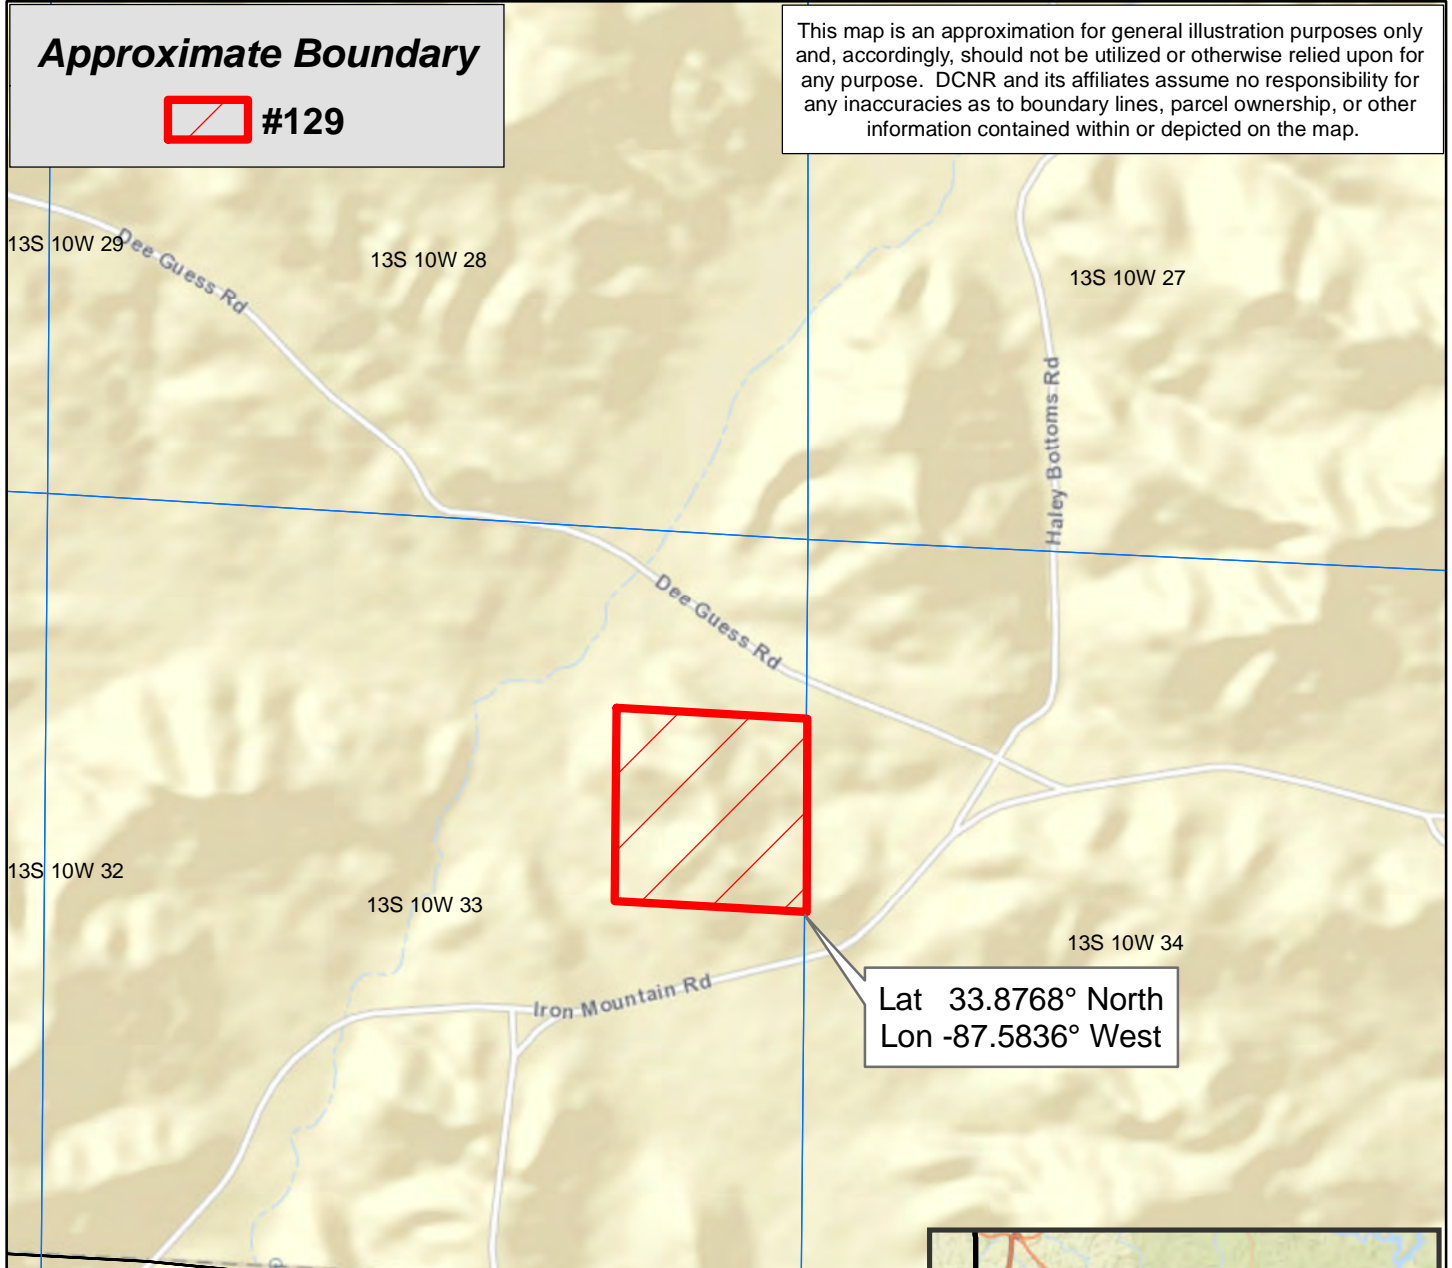 Approximate Boundary
#129
This map is an approximation for general illustration purposes only
and, accordingly, should not be utilized or otherwise relied upon for
any purpose.  DCNR and its affiliates assume no responsibility for
any inaccuracies as to boundary lines, parcel ownership, or other
information contained within or depicted on the map.
13S 10W 29
Dee Guess Rd
13S 10W 28
13S 10W 27
Haley Bottoms Rd
Dee Guess Rd
13S 10W 32
13S 10W 33
13S 10W 34
Iron Mountain Rd
Lat   33.8768° North
Lon -87.5836° West